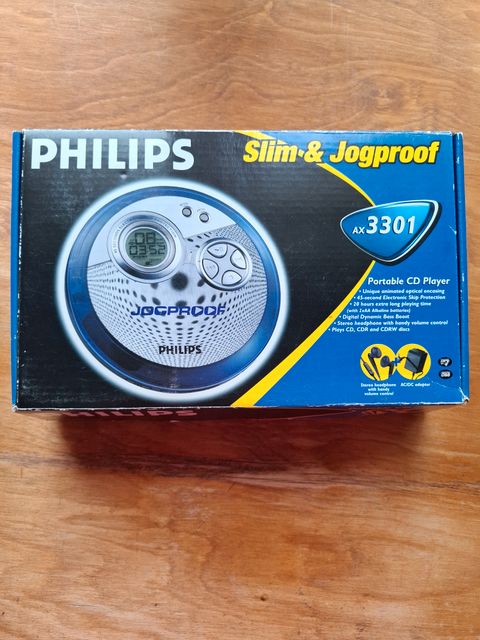 PHILIPS
Slim & Jogproof
AX 3301
Portable CD Player
• Unique animated optical encasing
• 45-second Electronic Skip Protection
• 20 hours extra long playing time
(with 2xAA Alkaline batteries)
• Digital Dynamic Bass Boost
• Stereo headphone with handy volume control
• Plays CD, CDR and CDRW discs
JOGPROOF
PHILIPS
Stereo headphone
with handy
volume control
AC/DC adaptor
PHILIPS